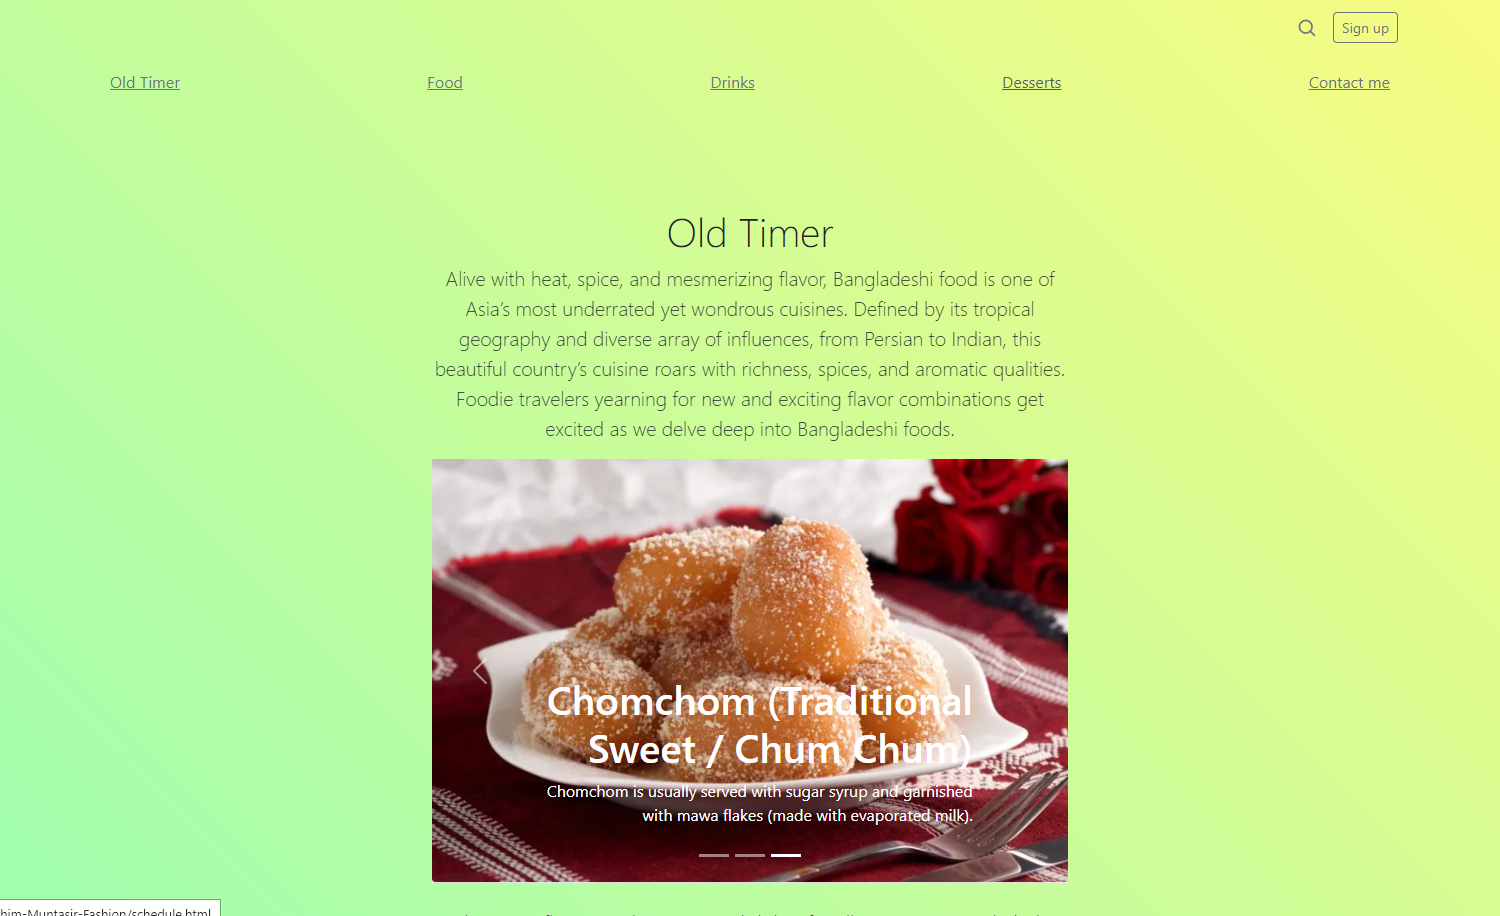 Sign up
Old Timer
Food
Drinks
Desserts
Contact me
Old Timer
Alive with heat, spice, and mesmerizing flavor, Bangladeshi food is one of
Asia’s most underrated yet wondrous cuisines. Defined by its tropical
geography and diverse array of influences, from Persian to Indian, this
beautiful country’s cuisine roars with richness, spices, and aromatic qualities.
Foodie travelers yearning for new and exciting flavor combinations get
excited as we delve deep into Bangladeshi foods.
Chomchom (Traditional
Sweet / Chum Chum)
Chomchom is usually served with sugar syrup and garnished
with mawa flakes (made with evaporated milk).
him-Muntasir-Fashion/schedule.html